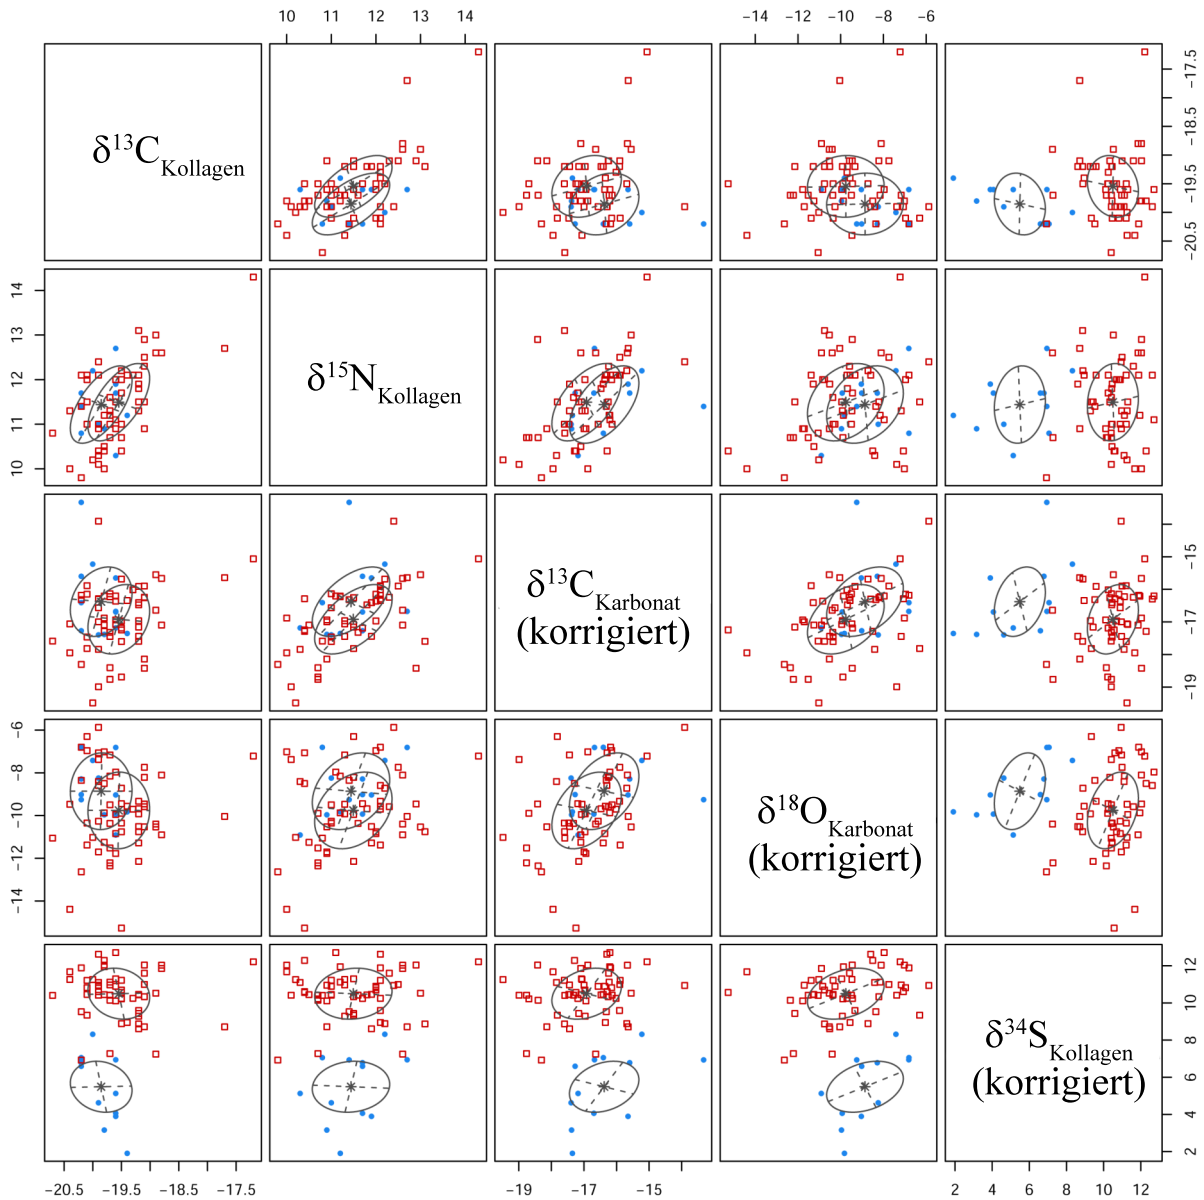 10 11 12 13 14
−14 −12 −10 −8 −6
δ13CKollagen
−20.5 −19.5 −18.5 −17.5
10 11 12 13 14
δ15NKollagen
δ13CKarbonat
(korrigiert)
−19 −17 −15
−14 −12 −10 −8 −6
δ18OKarbonat
(korrigiert)
δ34SKollagen
(korrigiert)
2 4 6 8 10 12
−20.5 −19.5 −18.5 −17.5
−19 −17 −15
2 4 6 8 10 12